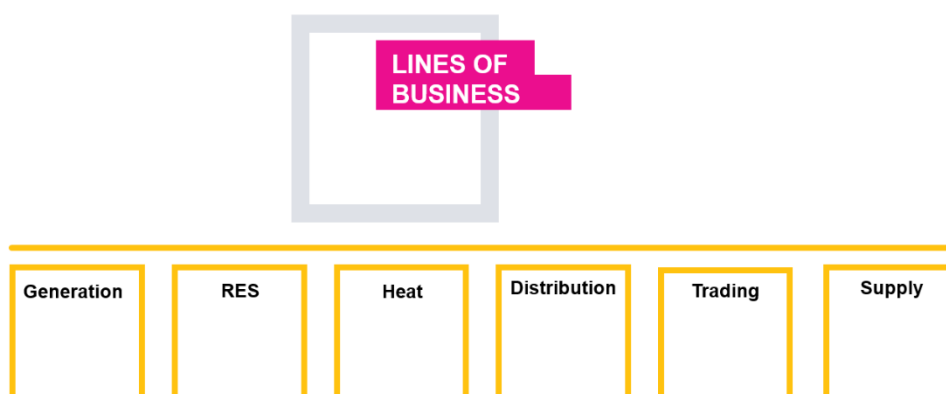 LINES OF
BUSINESS
Generation
RES
Heat
Distribution
Trading
Supply